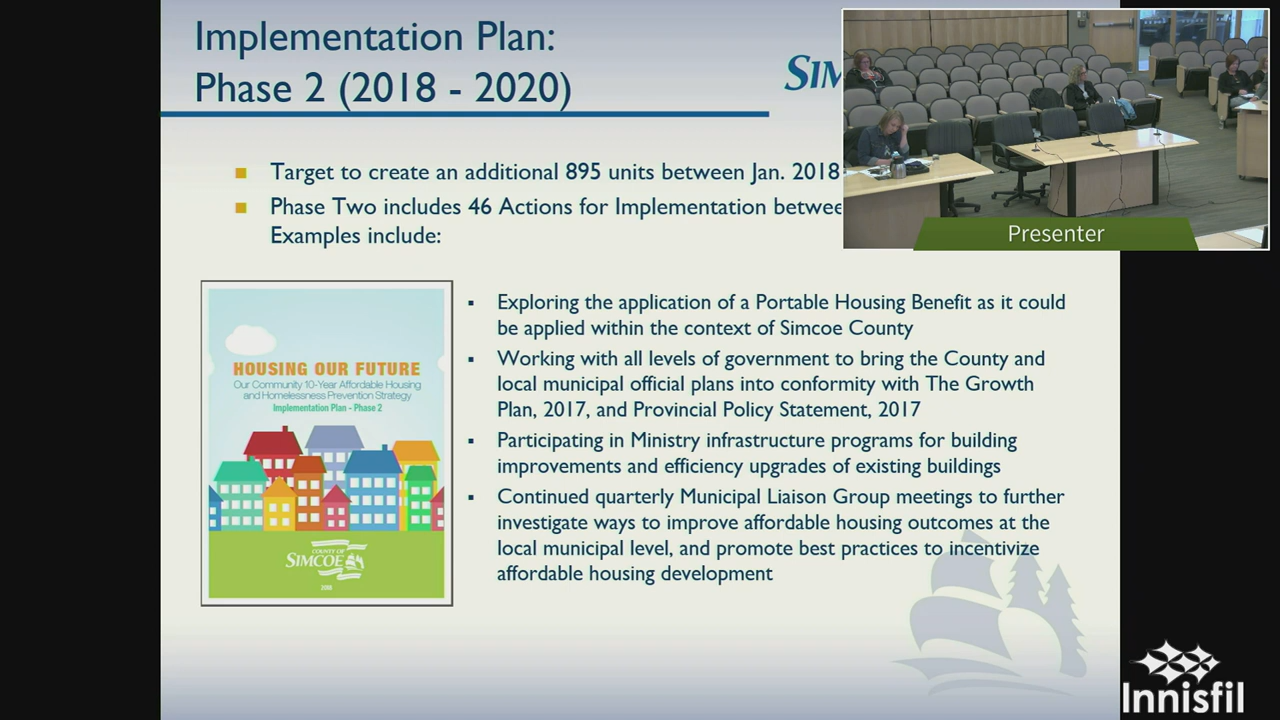 Implementation Plan:
Phase 2 (2018 - 2020)
Target to create an additional 895 units between Jan. 2018
Phase Two includes 46 Actions for Implementation
Examples include:
Presenter
HOUSING OUR FUTURE
Our Community 10-Year Affordable Housing
and Homelessness Prevention Strategy
Implementation Plan - Phase 2
COUNTY OF
SIMCOE
2018
Exploring the application of a Portable Housing Benefit as it could
be applied within the context of Simcoe County
Working with all levels of government to bring the County and
local municipal official plans into conformity with The Growth
Plan, 2017, and Provincial Policy Statement, 2017
Participating in Ministry infrastructure programs for building
improvements and efficiency upgrades of existing buildings
Continued quarterly Municipal Liaison Group meetings to further
investigate ways to improve affordable housing outcomes at the
local municipal level, and promote best practices to incentivize
affordable housing development
Innisfil